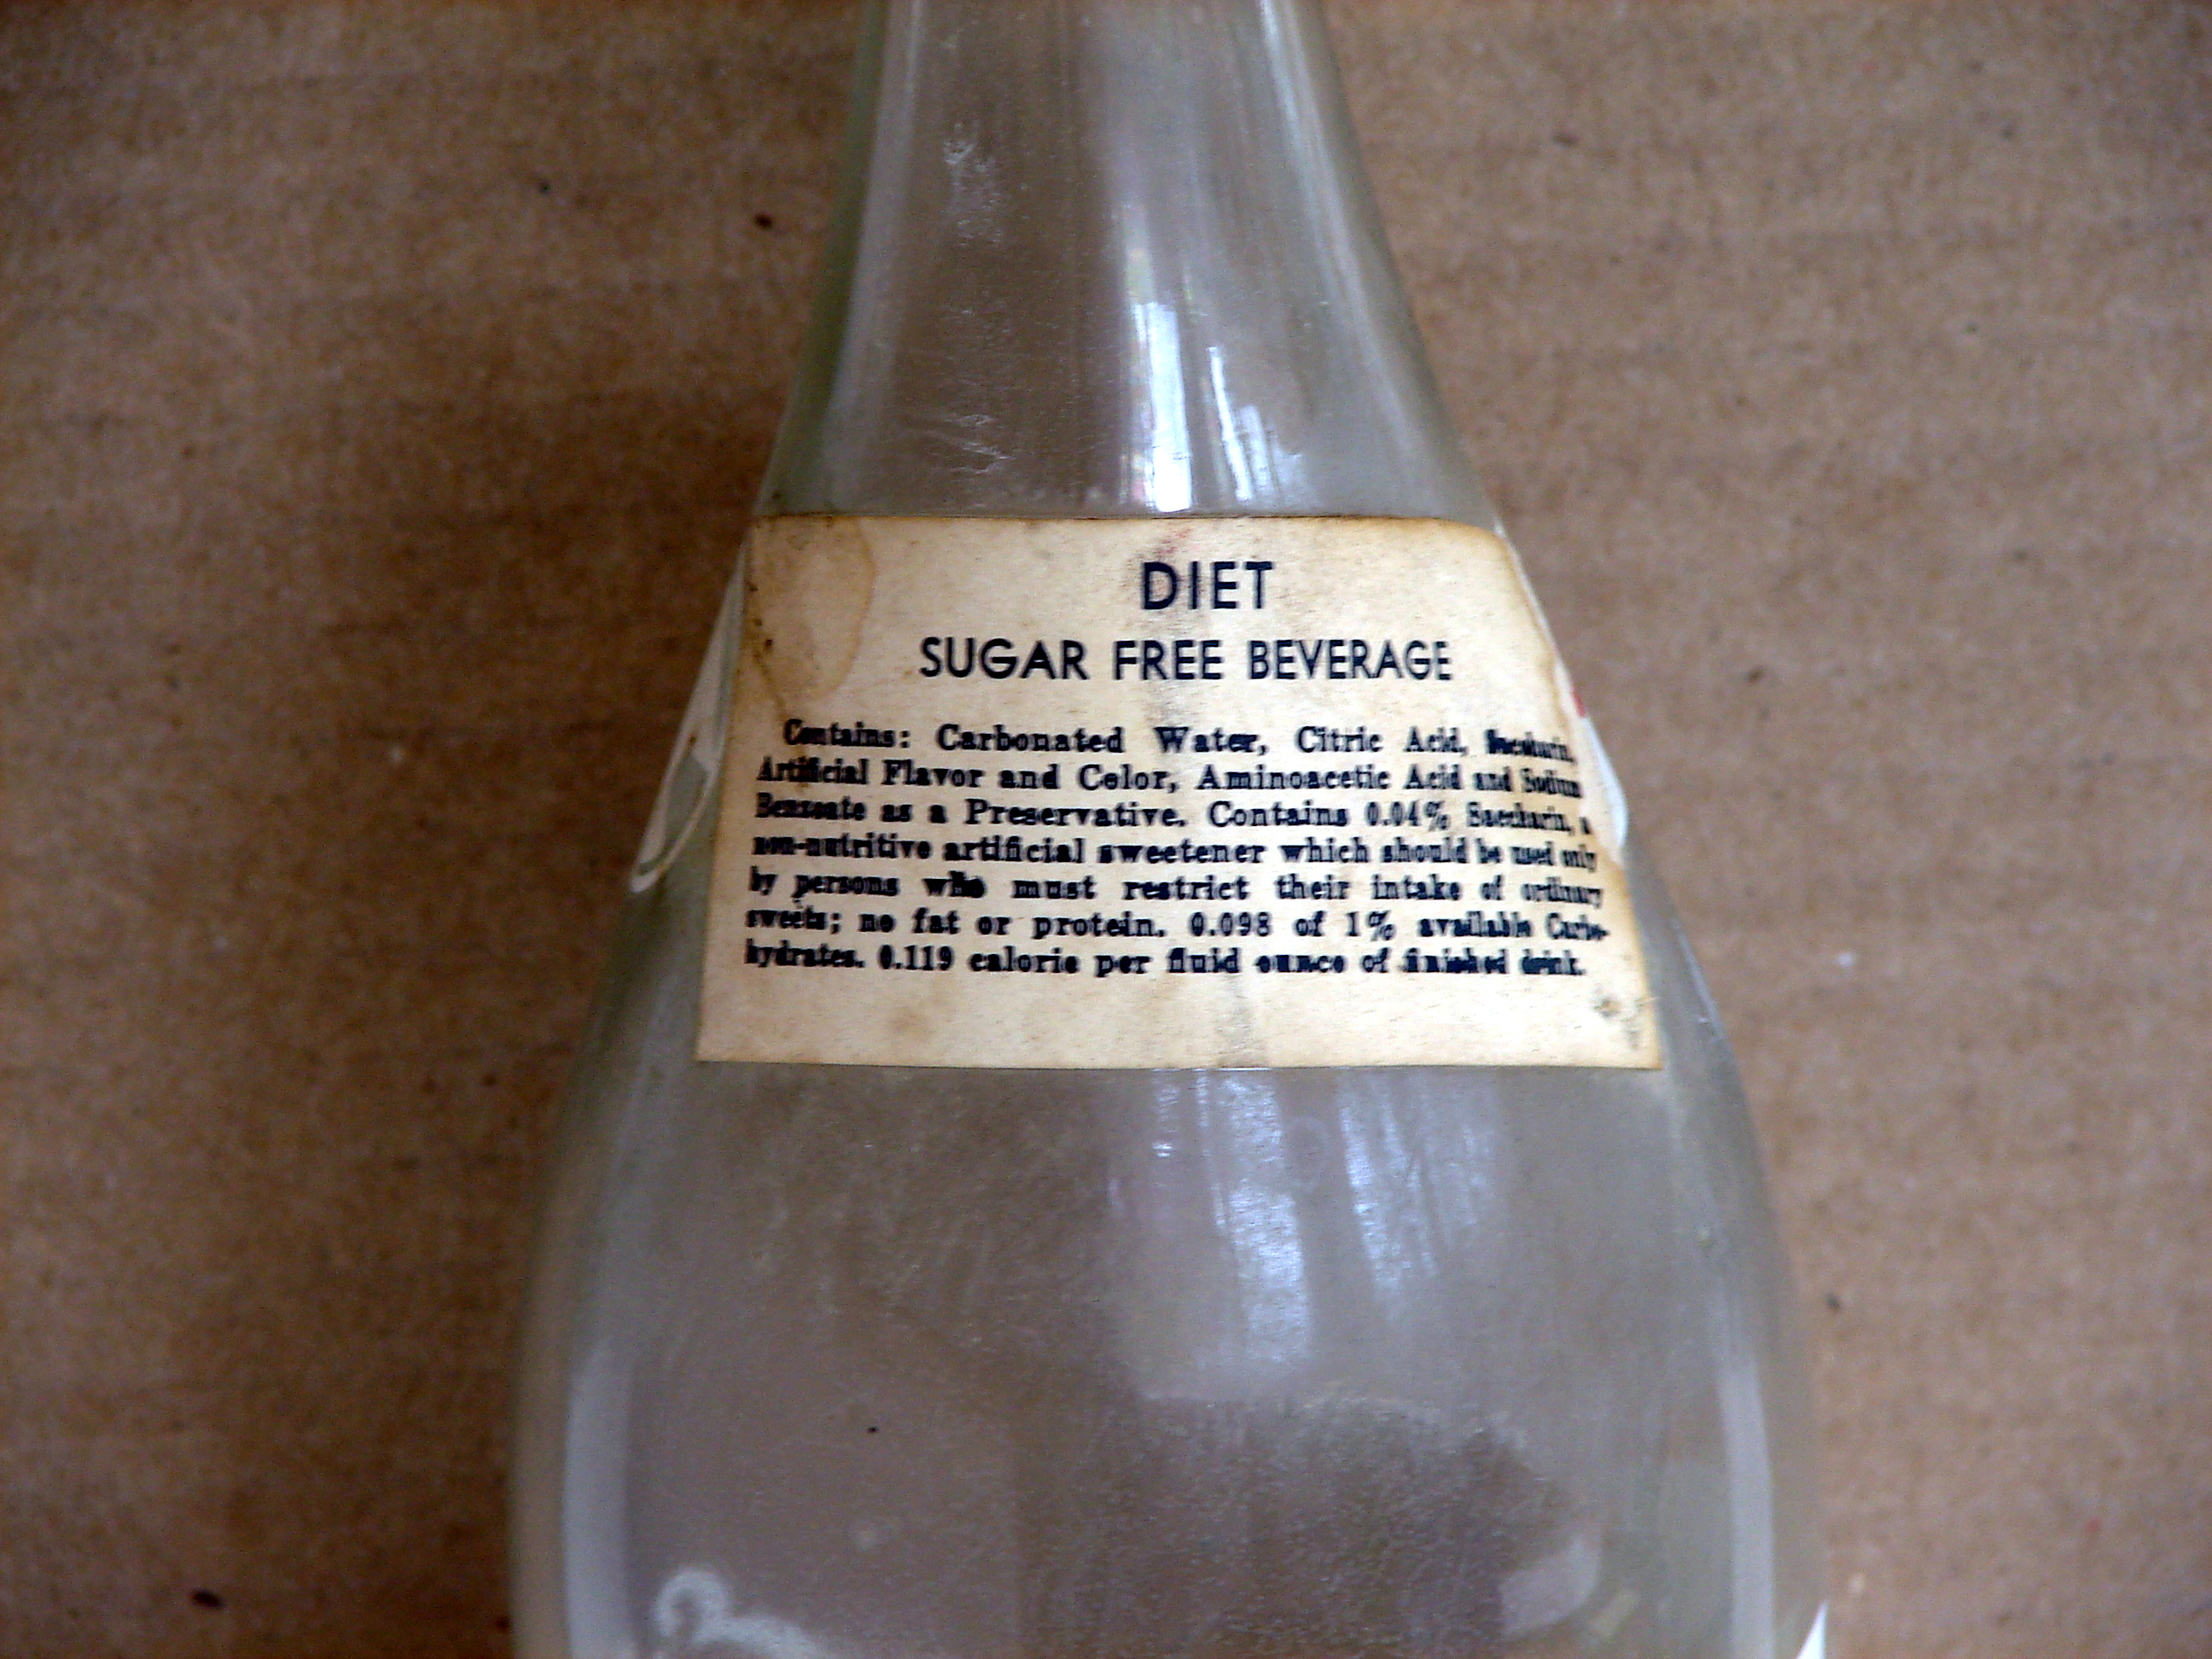 DIET
SUGAR FREE BEVERAGE
Contains: Carbonated Water, Citric Acid, Saccharin,
Artificial Flavor and Color, Aminoacetic Acid and Sodium
Benzoate as a Preservative. Contains 0.04% Saccharin, a
non-nutritive artificial sweetener which should be used only
by persons who must restrict their intake of ordinary
sweets; no fat or protein. 0.098 of 1% available Carbo-
hydrates. 0.119 calorie per fluid ounce of finished drink.